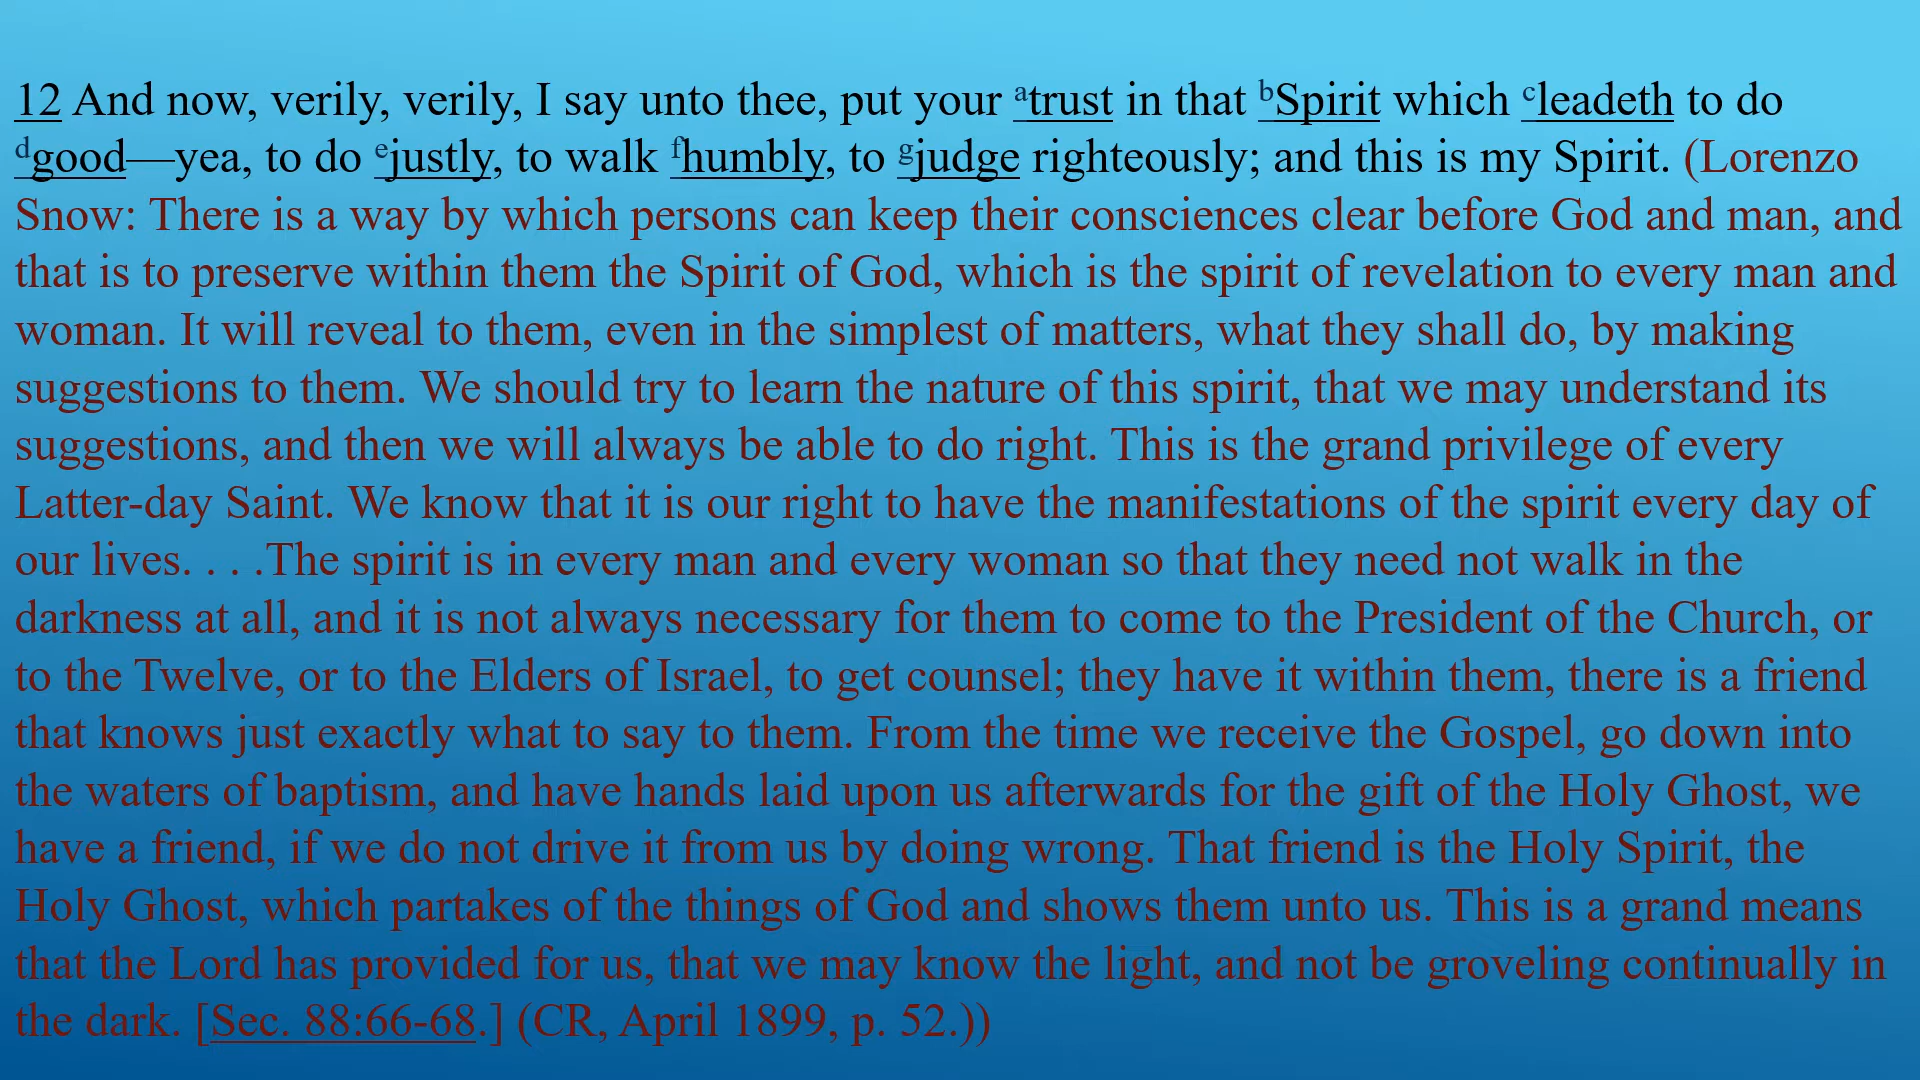 12 And now, verily, verily, I say unto thee, put your atrust in that bSpirit which cleadeth to do
dgood—yea, to do ejustly, to walk fhumbly, to gjudge righteously; and this is my Spirit. (Lorenzo
Snow: There is a way by which persons can keep their consciences clear before God and man, and
that is to preserve within them the Spirit of God, which is the spirit of revelation to every man and
woman. It will reveal to them, even in the simplest of matters, what they shall do, by making
suggestions to them. We should try to learn the nature of this spirit, that we may understand its
suggestions, and then we will always be able to do right. This is the grand privilege of every
Latter-day Saint. We know that it is our right to have the manifestations of the spirit every day of
our lives. . . .The spirit is in every man and every woman so that they need not walk in the
darkness at all, and it is not always necessary for them to come to the President of the Church, or
to the Twelve, or to the Elders of Israel, to get counsel; they have it within them, there is a friend
that knows just exactly what to say to them. From the time we receive the Gospel, go down into
the waters of baptism, and have hands laid upon us afterwards for the gift of the Holy Ghost, we
have a friend, if we do not drive it from us by doing wrong. That friend is the Holy Spirit, the
Holy Ghost, which partakes of the things of God and shows them unto us. This is a grand means
that the Lord has provided for us, that we may know the light, and not be groveling continually in
the dark. [Sec. 88:66-68.] (CR, April 1899, p. 52.))